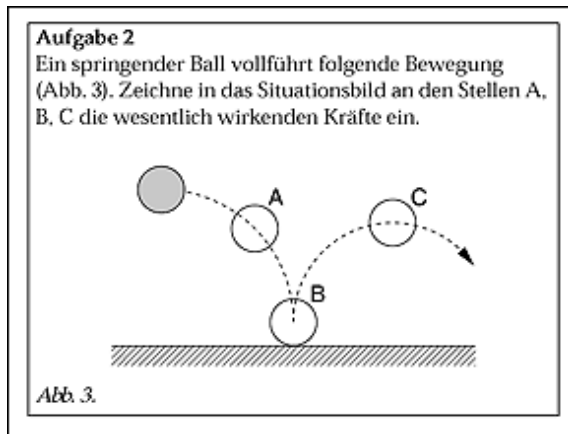 Aufgabe 2
Ein springender Ball vollführt folgende Bewegung
(Abb. 3). Zeichne in das Situationsbild an den Stellen A,
B, C die wesentlich wirkenden Kräfte ein.
A
C
B
Abb. 3.